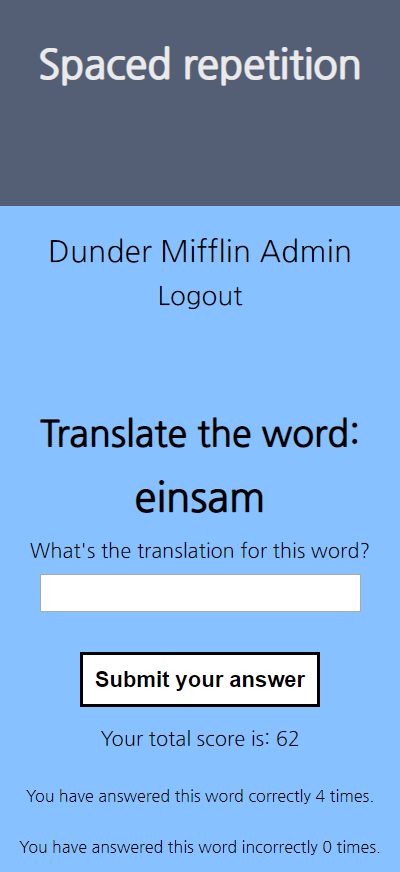 Spaced repetition
Dunder Mifflin Admin
Logout
Translate the word:
einsam
What's the translation for this word?
Submit your answer
Your total score is: 62
You have answered this word correctly 4 times.
You have answered this word incorrectly 0 times.